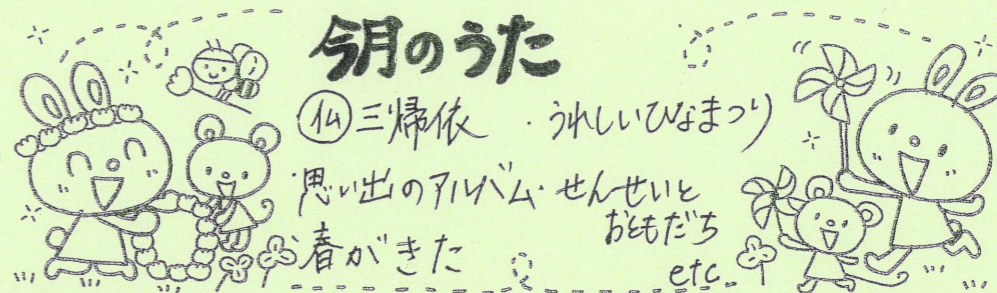 今月のうた
㊁三帰依 ・うれしいひなまつり
・思い出のアルバム ・せんせいと
おともだち
・春がきた
etc...